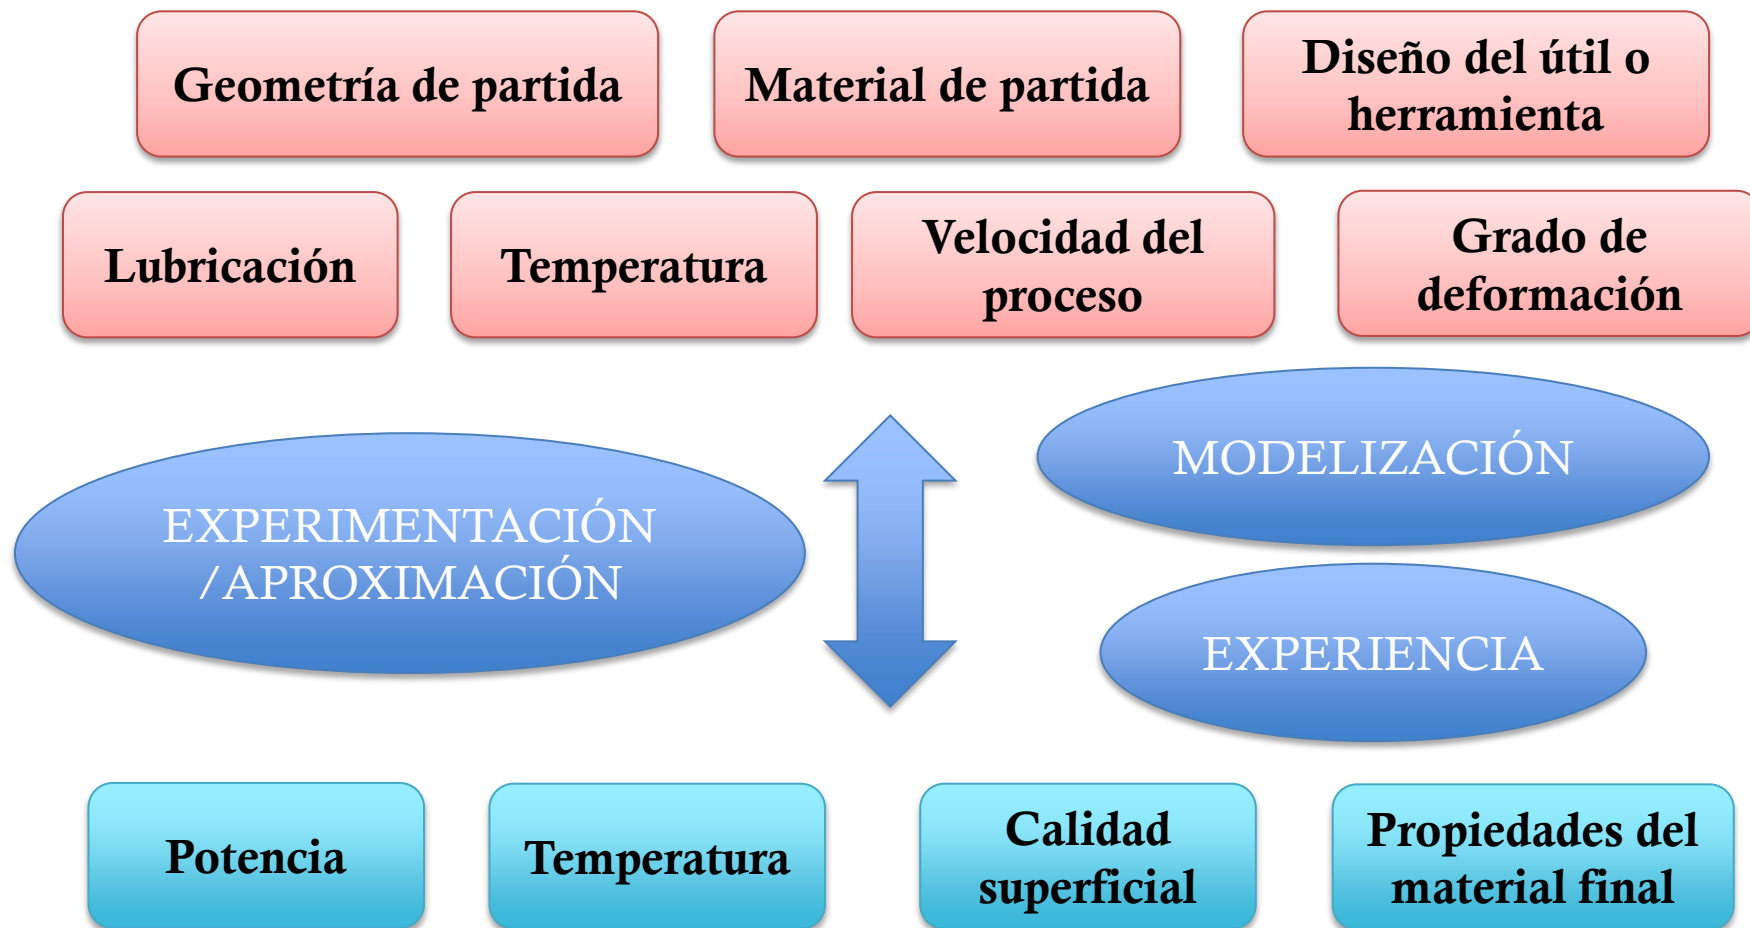 Geometría de partida
Material de partida
Diseño del útil o
herramienta
Lubricación
Temperatura
Velocidad del
proceso
Grado de
deformación
EXPERIMENTACIÓN
/APROXIMACIÓN
MODELIZACIÓN
EXPERIENCIA
Potencia
Temperatura
Calidad
superficial
Propiedades del
material final